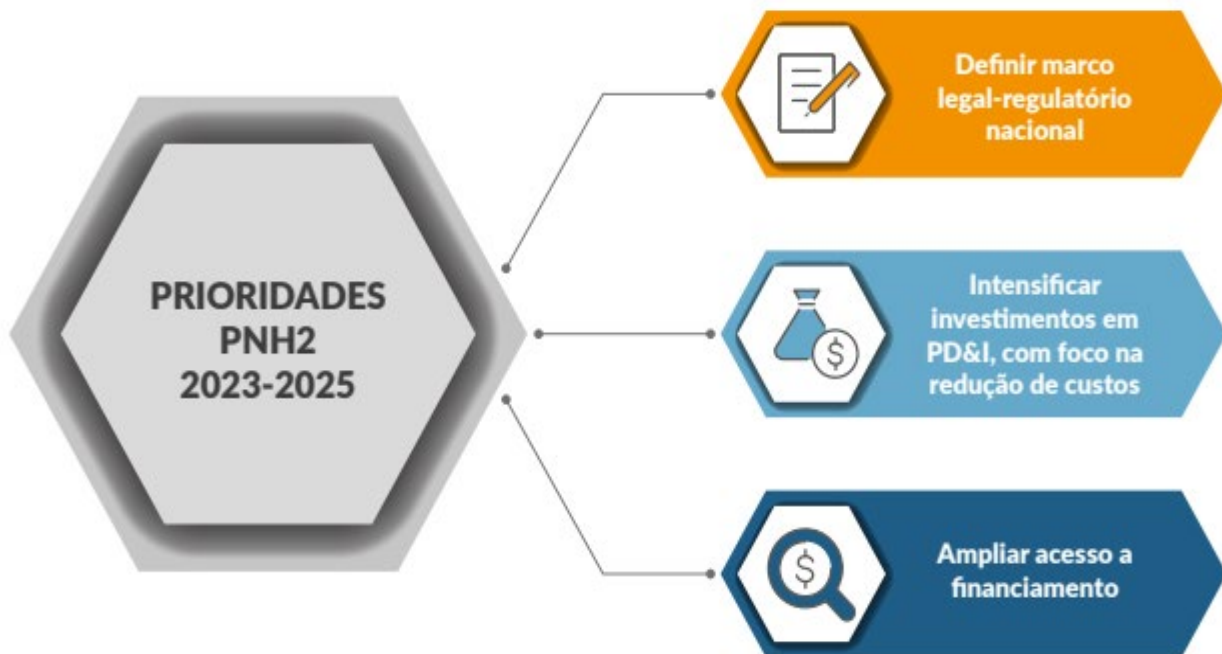 PRIORIDADES
PNH2
2023-2025
Definir marco
legal-regulatório
nacional
Intensificar
investimentos em
PD&I, com foco na
redução de custos
Ampliar acesso a
financiamento
$
$